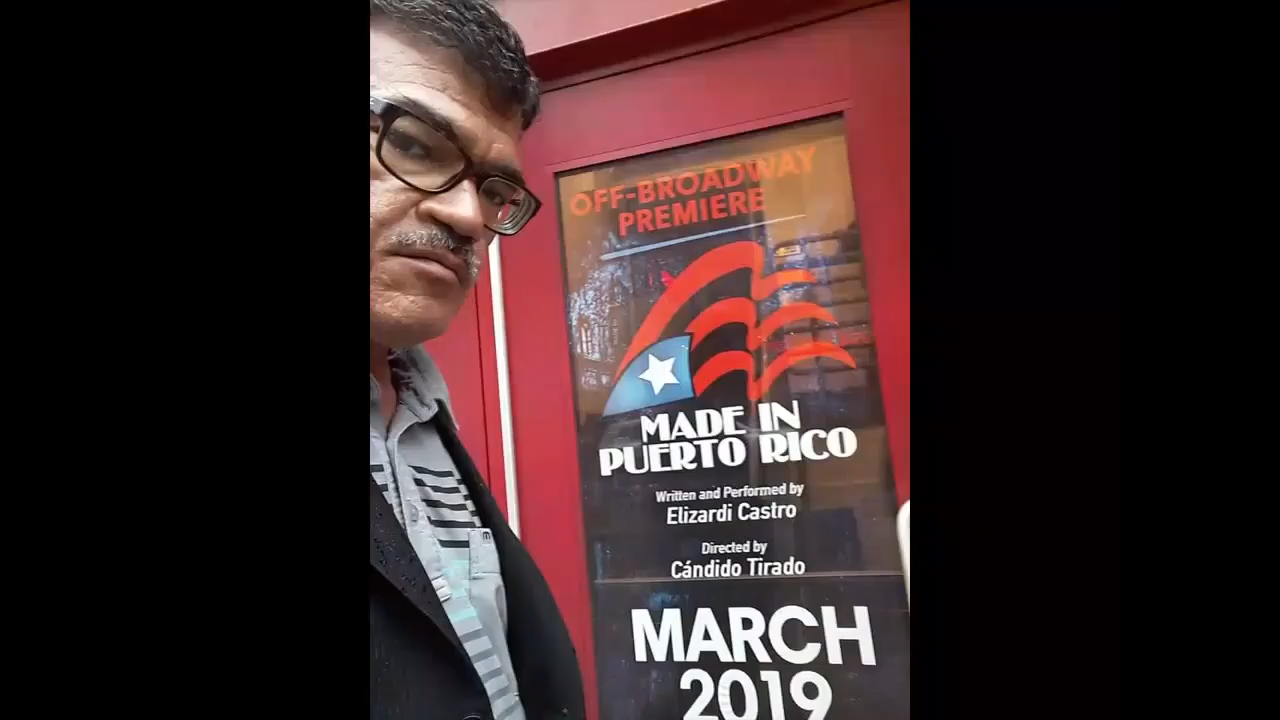 OFF-BROADWAY
PREMIERE
MADE IN
PUERTO RICO
Written and Performed by
Elizardi Castro
Directed by
Cándido Tirado
MARCH
2019